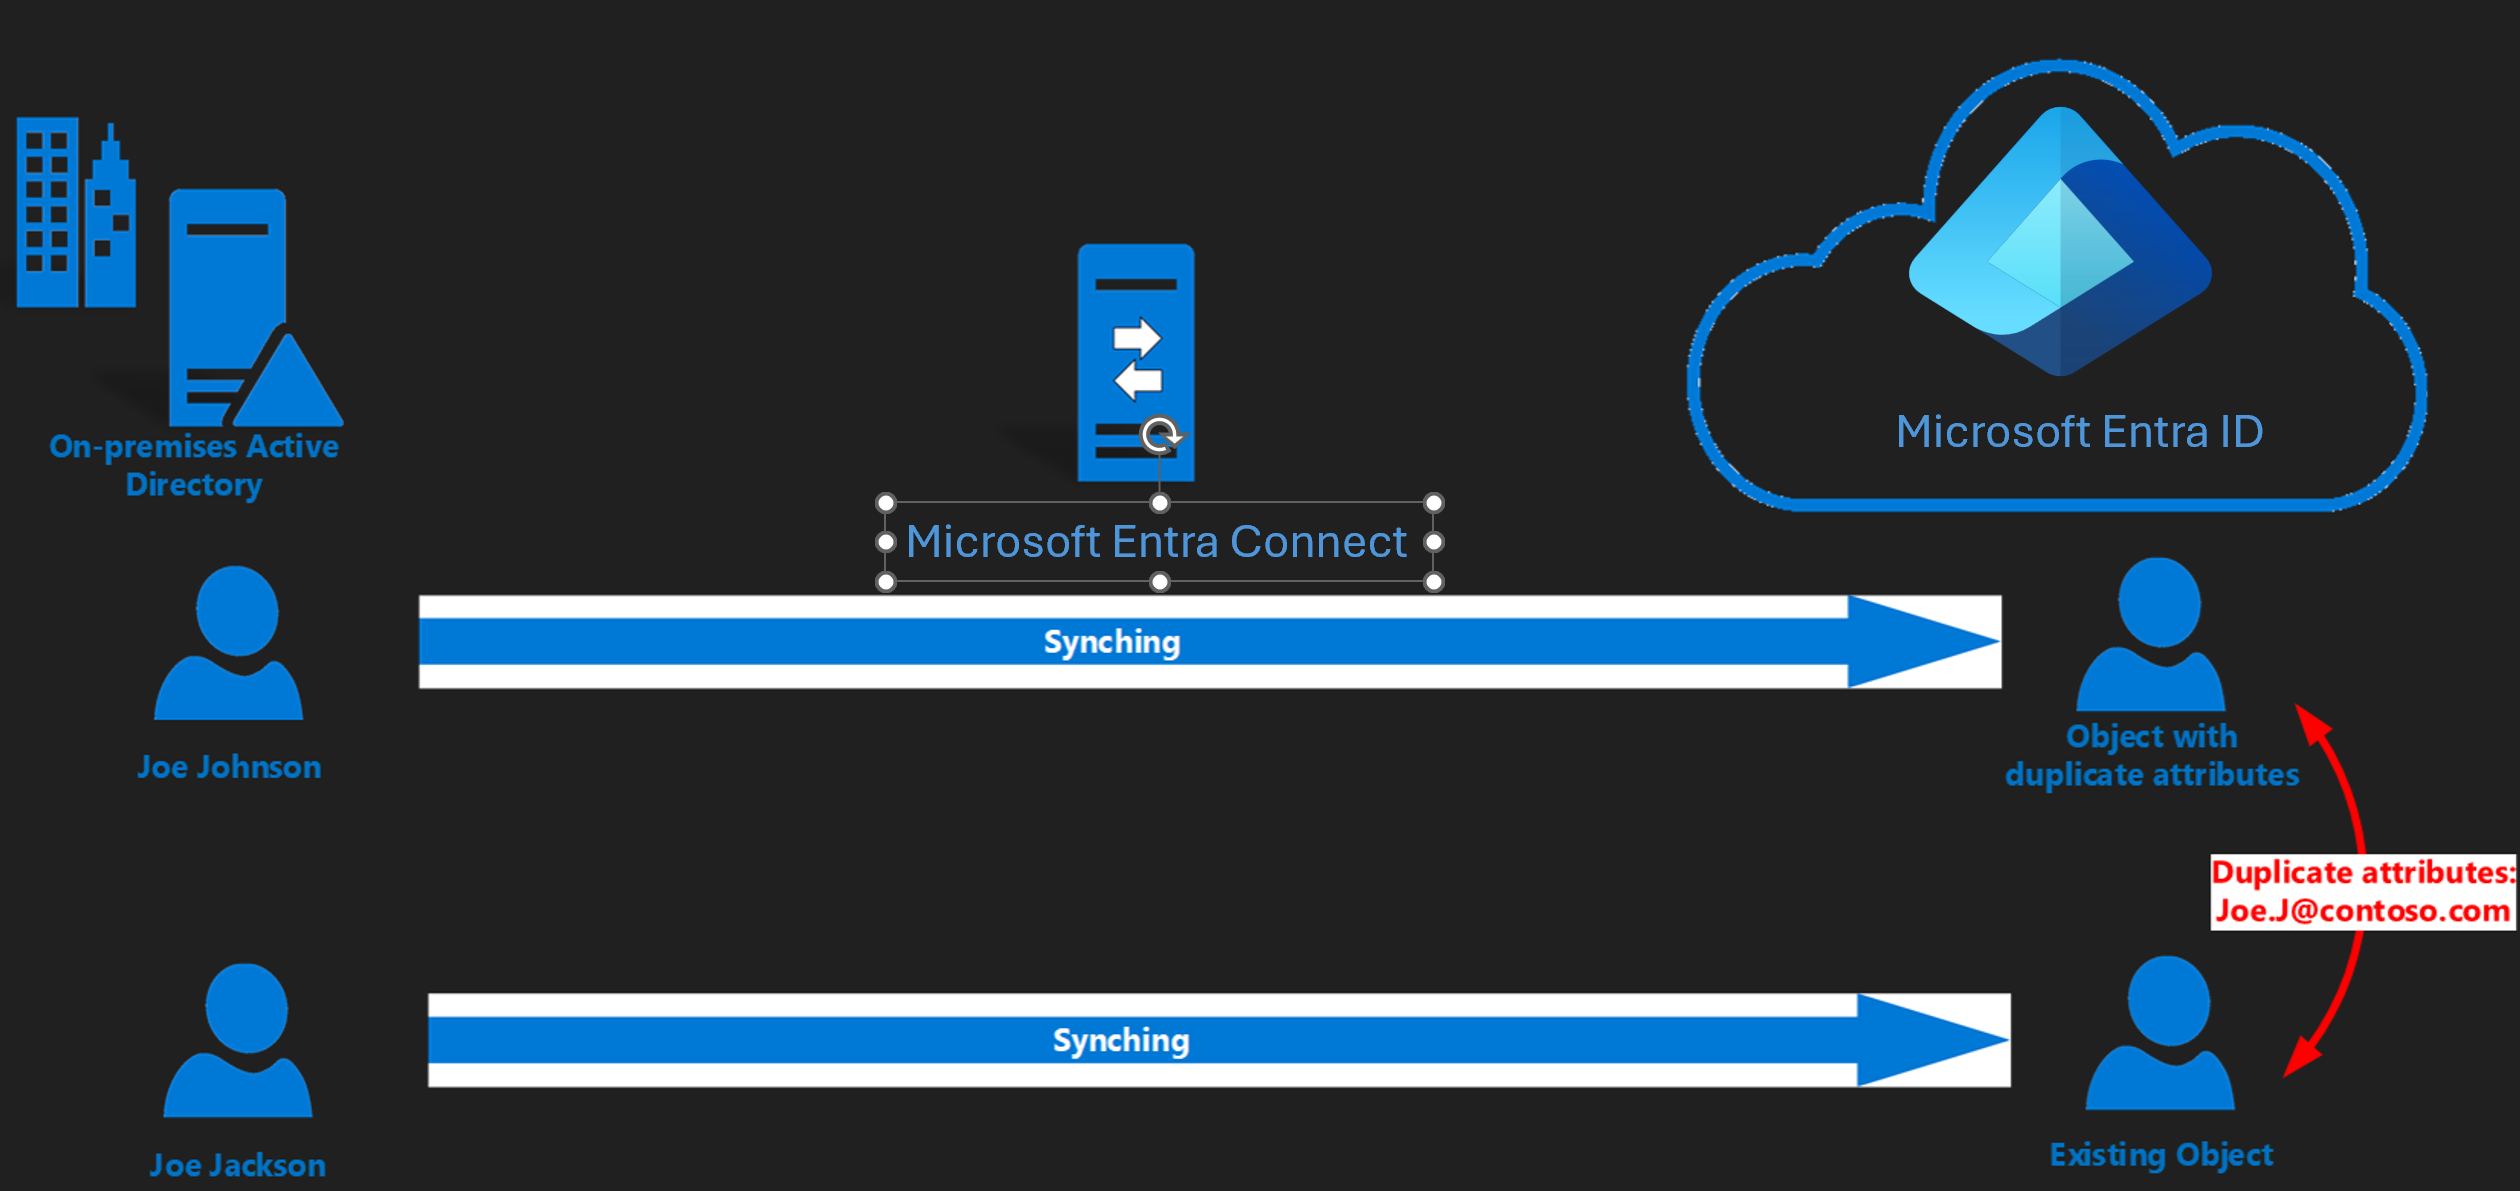 On-premises Active
Directory
Microsoft Entra ID
Microsoft Entra Connect
Synching
Joe Johnson
Object with
duplicate attributes
Duplicate attributes:
Joe.J@contoso.com
Synching
Joe Jackson
Existing Object